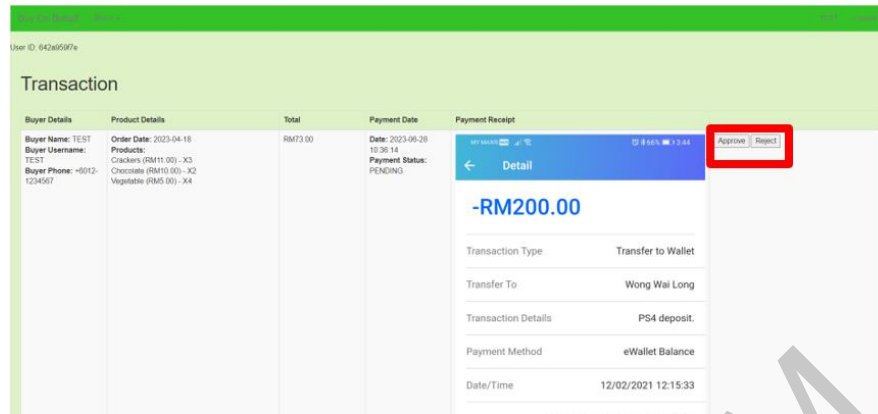 User ID: 642a959f7e
Transaction
Buyer Details
Product Details
Total
Payment Date
Payment Receipt
Buyer Name: TEST
Buyer Username:
TEST
Buyer Phone: +6012-
1234567
Order Date: 2023-04-18
Products:
Crackers (RM11.00) - X3
Chocolate (RM10.00) - X2
Vegetable (RM5.00) - X4
RM73.00
Date: 2023-06-28
10:36:14
Payment Status:
PENDING
66% 3:44
Detail
-RM200.00
Transaction Type Transfer to Wallet
Transfer To Wong Wai Long
Transaction Details PS4 deposit.
Payment Method eWallet Balance
Date/Time 12/02/2021 12:15:33
Approve Reject